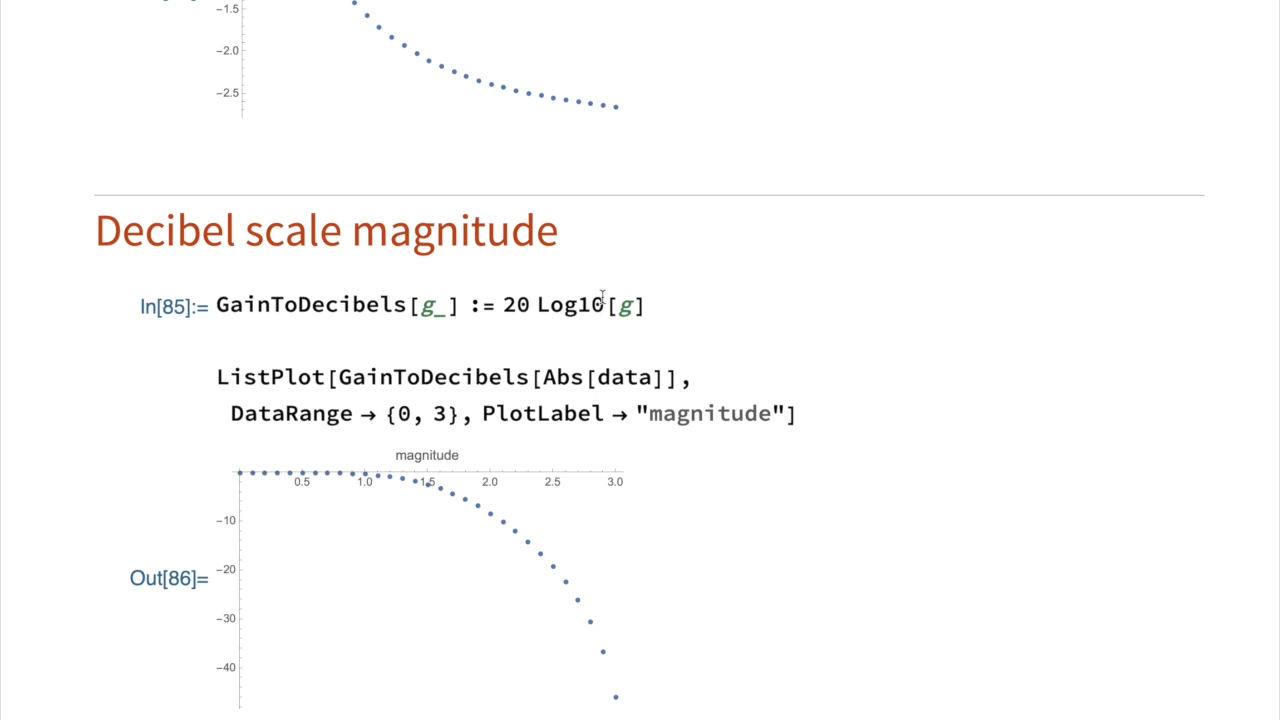 −1.5
−2.0
−2.5
Decibel scale magnitude
In[85]:= GainToDecibels[g_] := 20 Log10[g]
ListPlot[GainToDecibels[Abs[data]],
DataRange → {0, 3}, PlotLabel → "magnitude"]
magnitude
0.5 1.0 1.5 2.0 2.5 3.0
−10
−20
Out[86]=
−30
−40